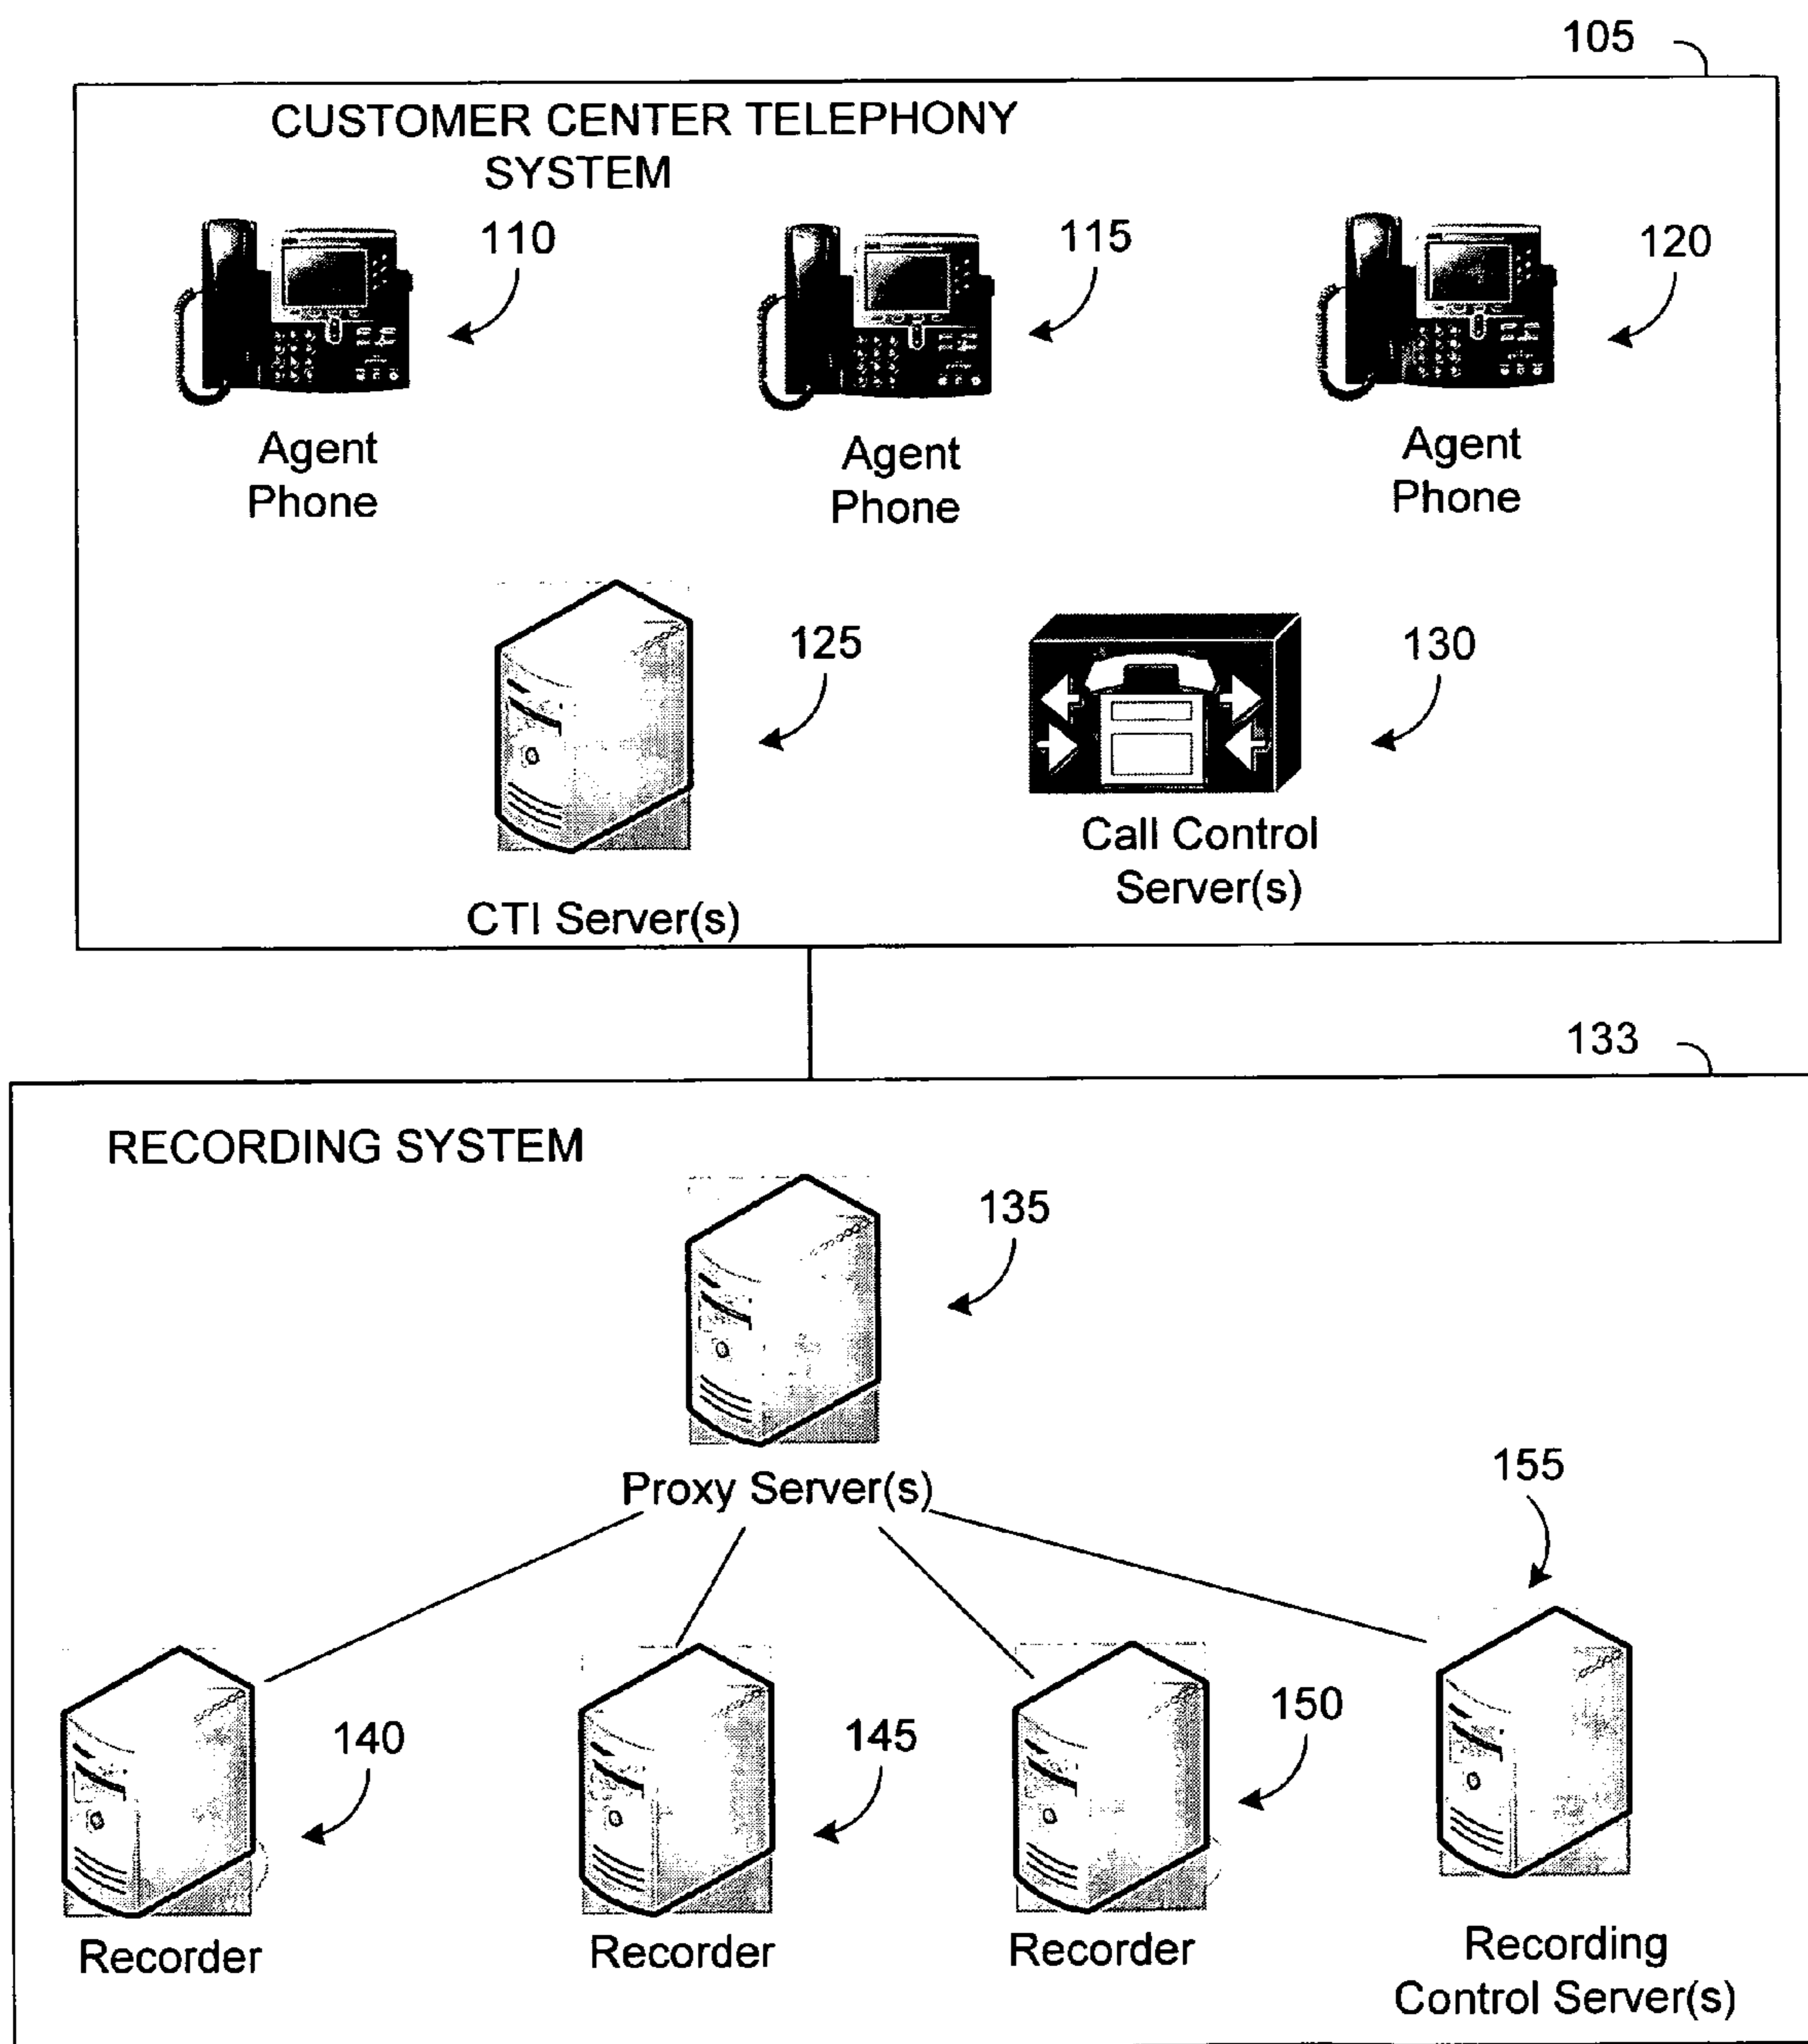 105
CUSTOMER CENTER TELEPHONY
SYSTEM
110
115
120
Agent
Phone
Agent
Phone
Agent
Phone
125
130
CTI Server(s)
Call Control
Server(s)
133
RECORDING SYSTEM
135
Proxy Server(s)
155
140
145
150
Recorder
Recorder
Recorder
Recording
Control Server(s)